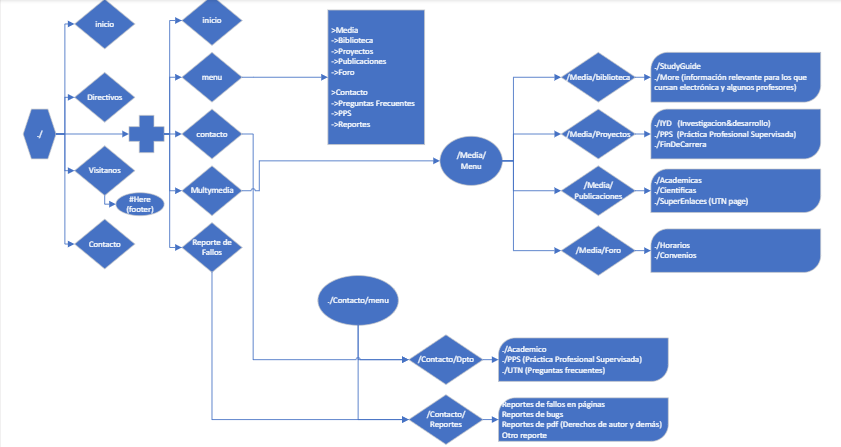 ./
inicio
Directivos
Visitanos
#Here
(footer)
Contacto
inicio
menu
contacto
Multymedia
Reporte de
Fallos
>Media
->Biblioteca
->Proyectos
->Publicaciones
->Foro
>Contacto
->Preguntas Frecuentes
->PPS
->Reportes
/Media/
Menu
/Media/biblioteca
./StudyGuide
./More (información relevante para los que
cursan electrónica y algunos profesores)
/Media/Proyectos
./IYD (Investigacion&desarrollo)
./PPS (Práctica Profesional Supervisada)
./FinDeCarrera
/Media/
Publicaciones
./Academicas
./Cientificas
./SuperEnlaces (UTN page)
/Media/Foro
./Horarios
./Convenios
./Contacto/menu
/Contacto/Dpto
./Academico
./PPS (Práctica Profesional Supervisada)
./UTN (Preguntas frecuentes)
/Contacto/
Reportes
Reportes de fallos en páginas
Reportes de bugs
Reportes de pdf (Derechos de autor y demás)
Otro reporte